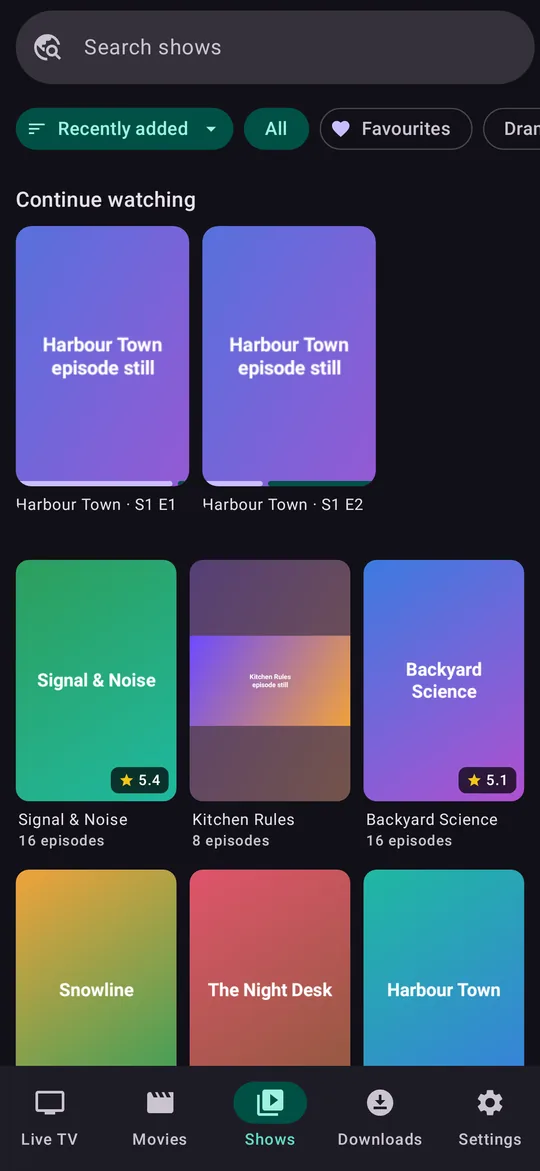 Search shows
Recently added
All
Favourites
Continue watching
Harbour Town
episode still
Harbour Town
episode still
Harbour Town · S1 E1
Harbour Town · S1 E2
Signal & Noise
5.4
Kitchen Rules
episode still
Backyard
Science
5.1
Signal & Noise
16 episodes
Kitchen Rules
8 episodes
Backyard Science
16 episodes
Snowline
The Night Desk
Harbour Town
Live TV
Movies
Shows
Downloads
Settings